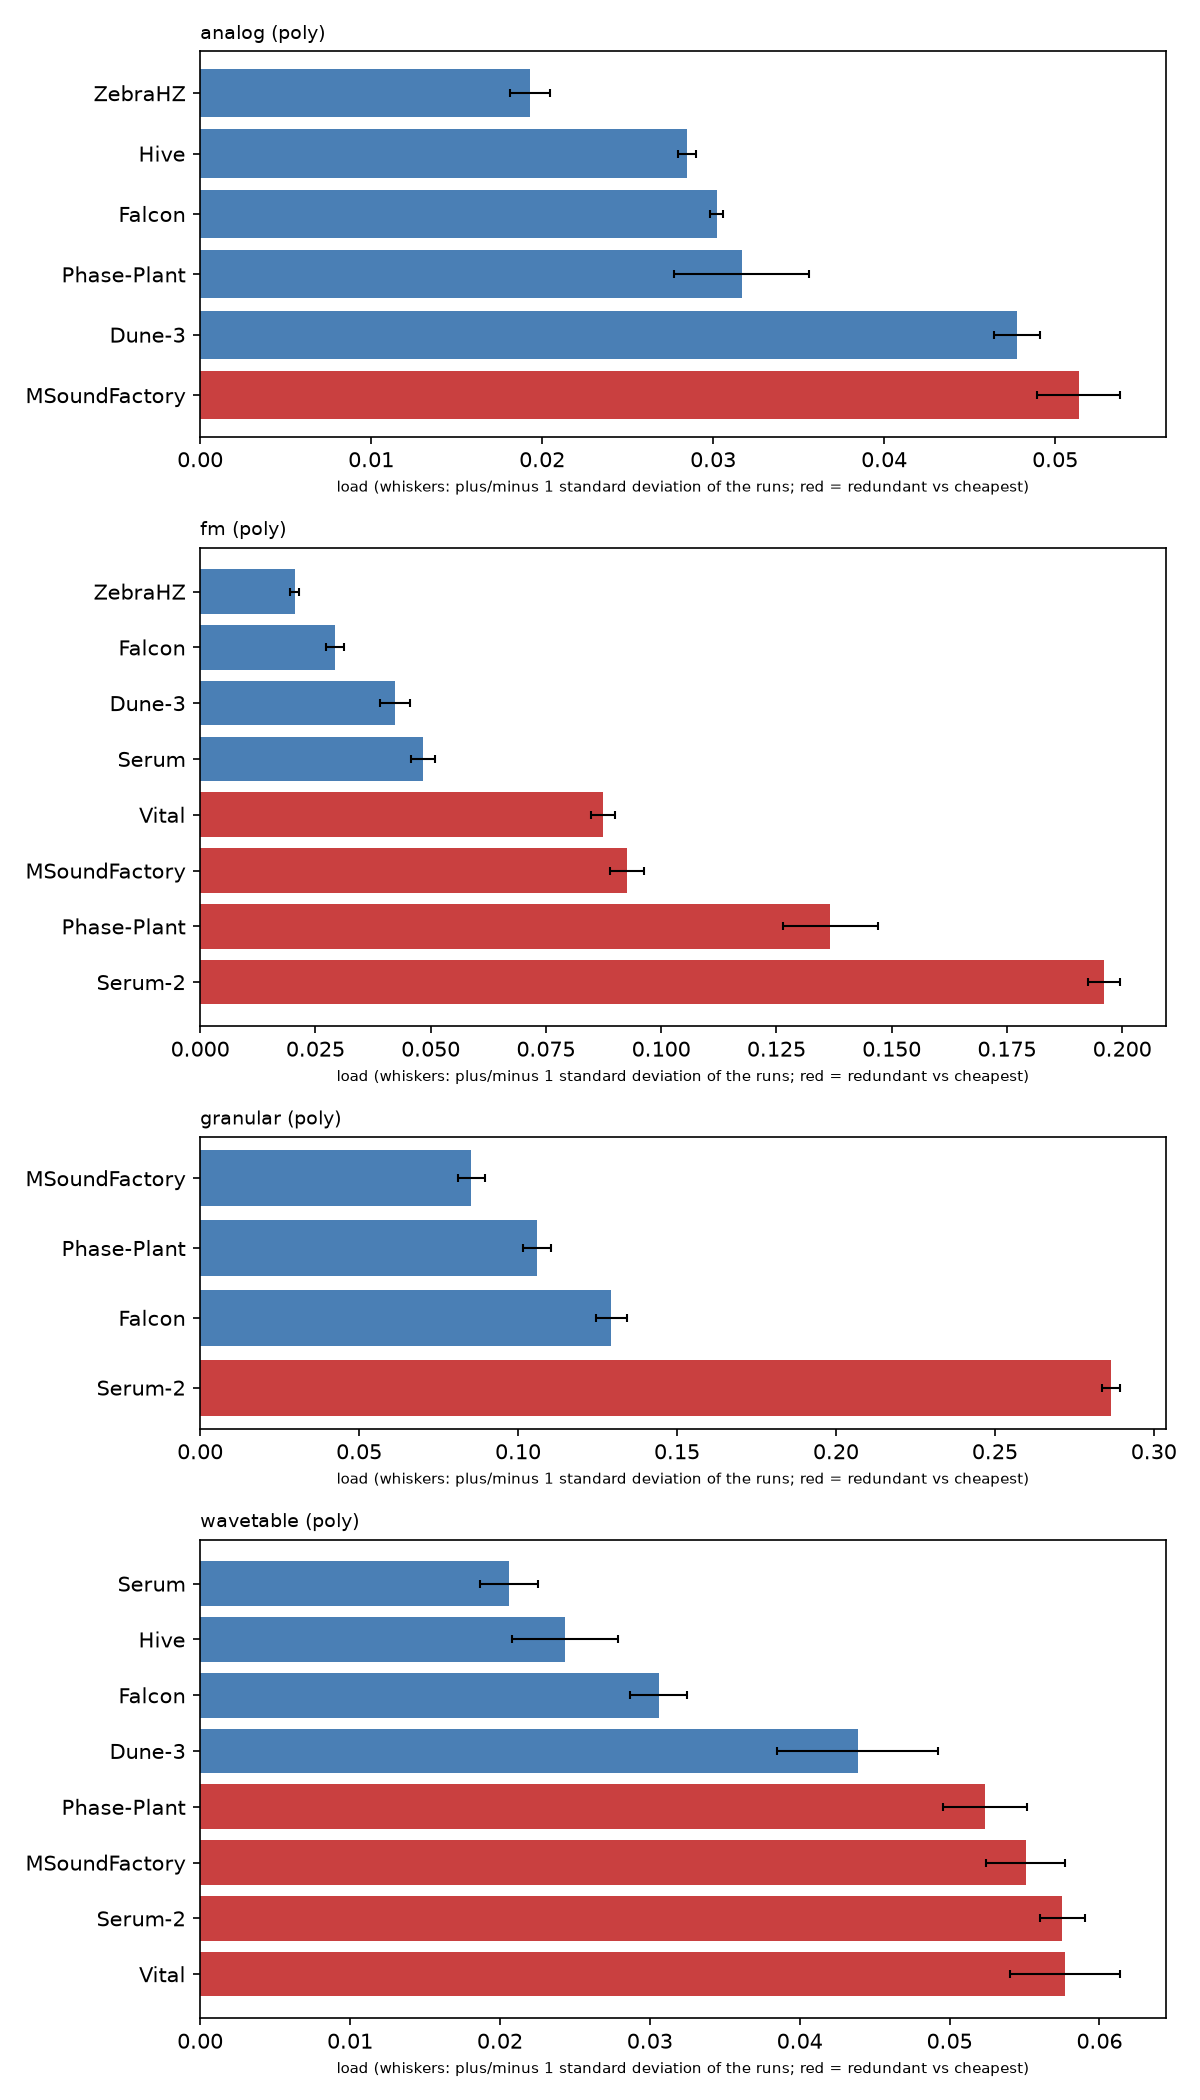 analog (poly)
ZebraHZ
Hive
Falcon
Phase-Plant
Dune-3
MSoundFactory
0.00 0.01 0.02 0.03 0.04 0.05
load (whiskers: plus/minus 1 standard deviation of the runs; red = redundant vs cheapest)
fm (poly)
ZebraHZ
Falcon
Dune-3
Serum
Vital
MSoundFactory
Phase-Plant
Serum-2
0.000 0.025 0.050 0.075 0.100 0.125 0.150 0.175 0.200
load (whiskers: plus/minus 1 standard deviation of the runs; red = redundant vs cheapest)
granular (poly)
MSoundFactory
Phase-Plant
Falcon
Serum-2
0.00 0.05 0.10 0.15 0.20 0.25 0.30
load (whiskers: plus/minus 1 standard deviation of the runs; red = redundant vs cheapest)
wavetable (poly)
Serum
Hive
Falcon
Dune-3
Phase-Plant
MSoundFactory
Serum-2
Vital
0.00 0.01 0.02 0.03 0.04 0.05 0.06
load (whiskers: plus/minus 1 standard deviation of the runs; red = redundant vs cheapest)